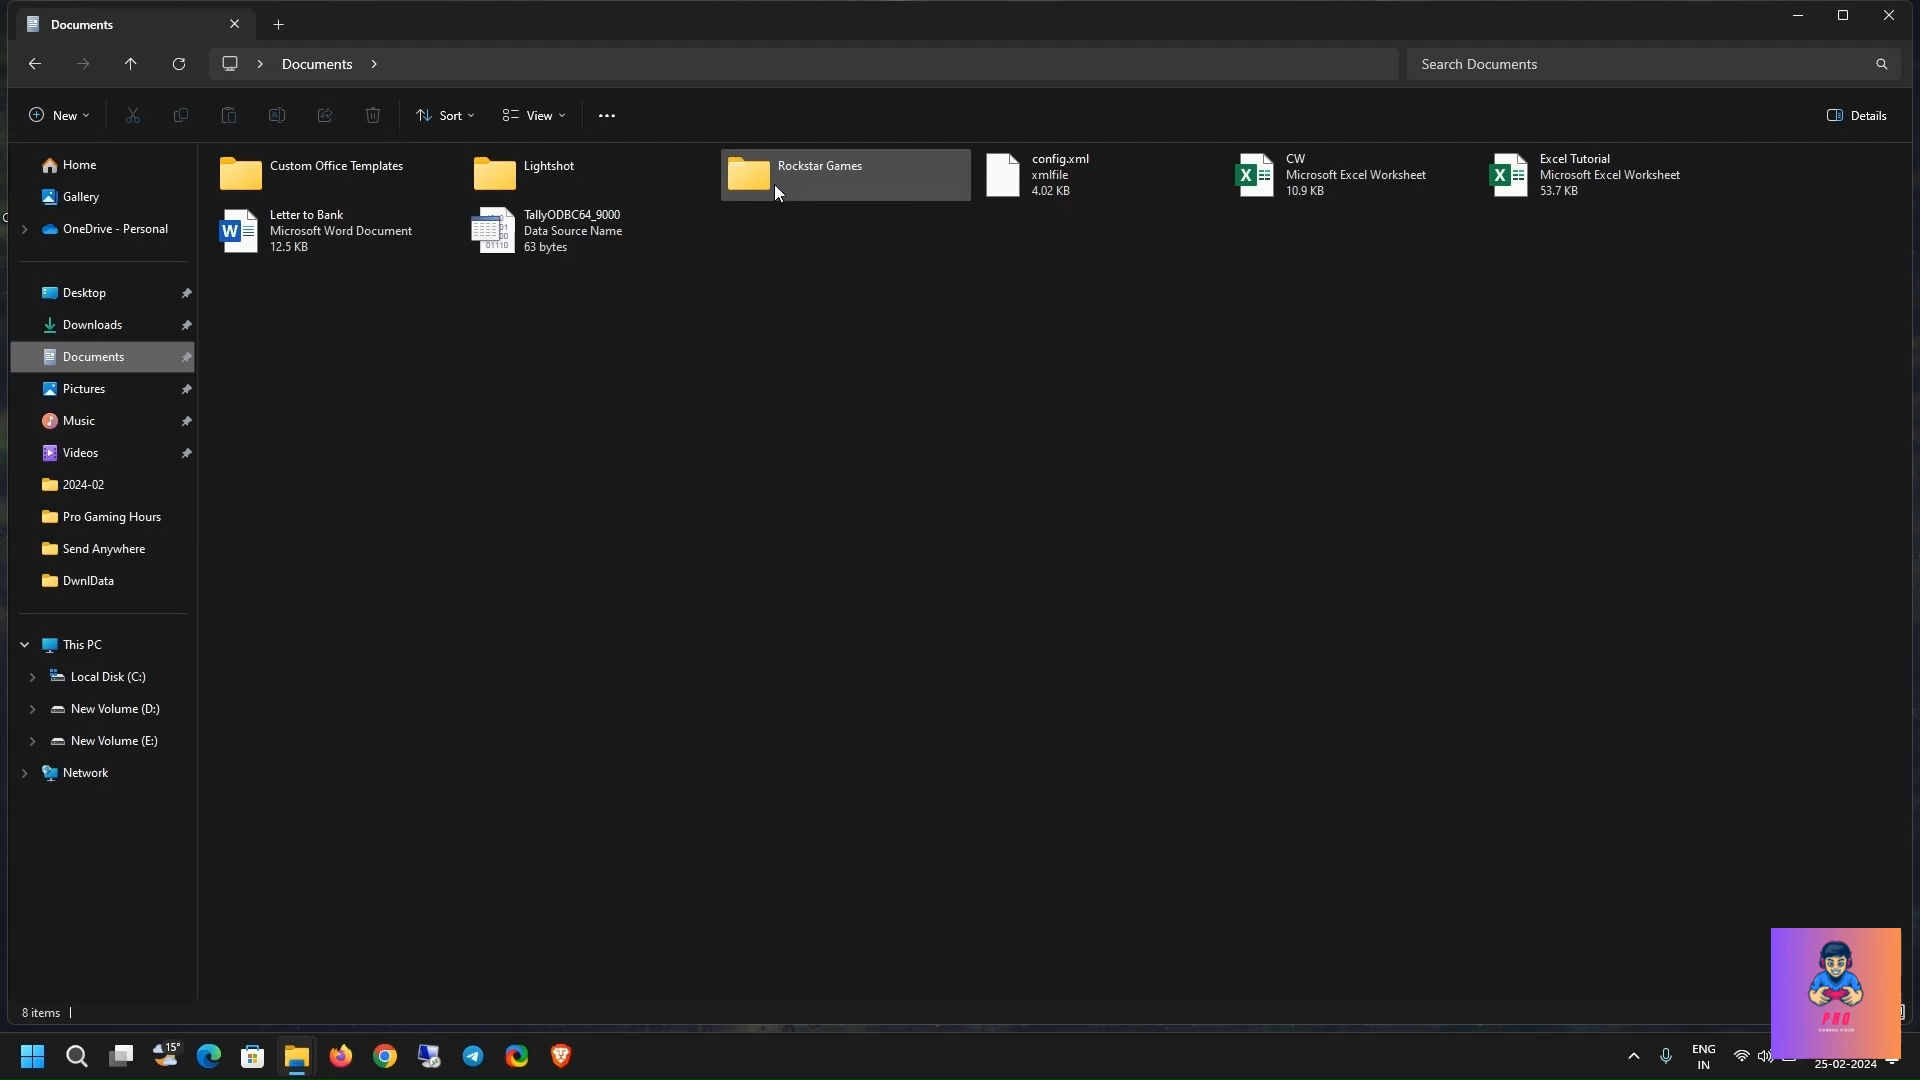 Documents
Documents
Search Documents
New
Sort
View
Details
Home
Gallery
OneDrive - Personal
Desktop
Downloads
Documents
Pictures
Music
Videos
2024-02
Pro Gaming Hours
Send Anywhere
DwnlData
This PC
Local Disk (C:)
New Volume (D:)
New Volume (E:)
Network
Custom Office Templates
Lightshot
Rockstar Games
config.xml
xmlfile
4.02 KB
CW
Microsoft Excel Worksheet
10.9 KB
Excel Tutorial
Microsoft Excel Worksheet
53.7 KB
Letter to Bank
Microsoft Word Document
12.5 KB
TallyODBC64_9000
Data Source Name
63 bytes
8 items
PRO
15°
ENG
IN
25-02-2024